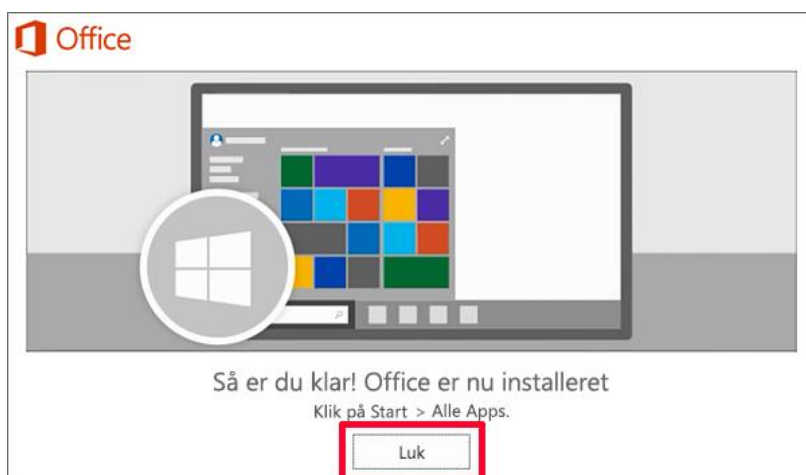 Office
Så er du klar! Office er nu installeret
Klik på Start > Alle Apps.
Luk